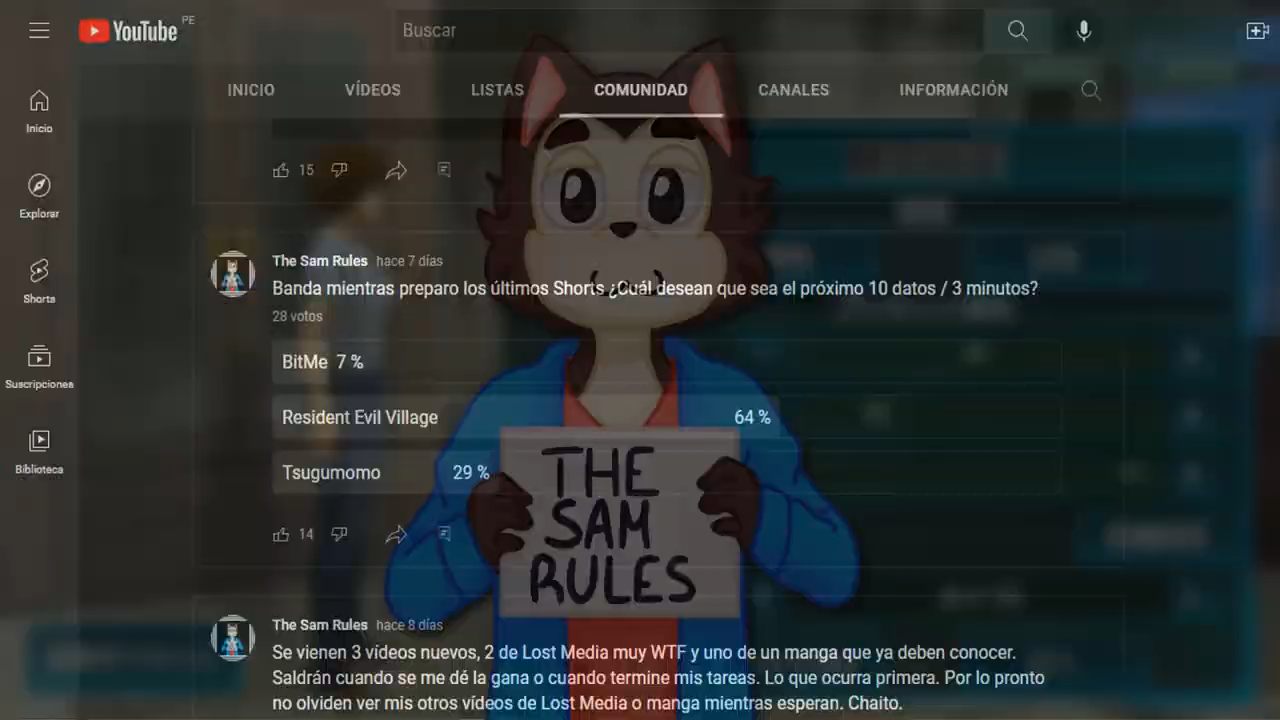 YouTube PE
Buscar
INICIO VÍDEOS LISTAS COMUNIDAD CANALES INFORMACIÓN
Inicio
15
Explorar
The Sam Rules hace 7 días
Shorts
Banda mientras preparo los últimos Shorts ¿Cuál desean que sea el próximo 10 datos / 3 minutos?
28 votos
BitMe 7 %
Suscripciones
Resident Evil Village 64 %
Biblioteca
Tsugumomo 29 %
THE
SAM
RULES
14
The Sam Rules hace 8 días
Se vienen 3 vídeos nuevos, 2 de Lost Media muy WTF y uno de un manga que ya deben conocer.
Saldrán cuando se me dé la gana o cuando termine mis tareas. Lo que ocurra primera. Por lo pronto
no olviden ver mis otros vídeos de Lost Media o manga mientras esperan. Chaito.